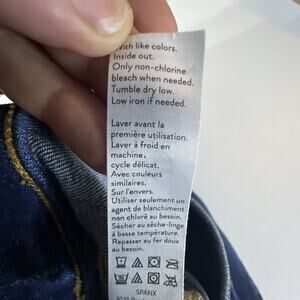 with like colors.
Inside out.
Only non-chlorine
bleach when needed.
Tumble dry low.
Low iron if needed.
Laver avant la
première utilisation.
Laver à froid en
machine,
cycle délicat.
Avec couleurs
similaires.
Sur l'envers.
Utiliser seulement un
agent de blanchiment
non chloré au besoin.
Sécher au sèche-linge
à basse température.
Repasser au fer doux
au besoin.
SPANX